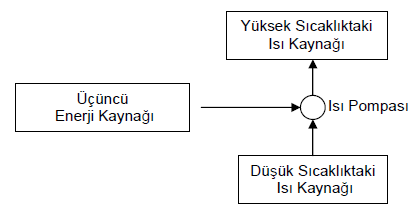 Yüksek Sıcaklıktaki
Isı Kaynağı
Üçüncü
Enerji Kaynağı
Isı Pompası
Düşük Sıcaklıktaki
Isı Kaynağı